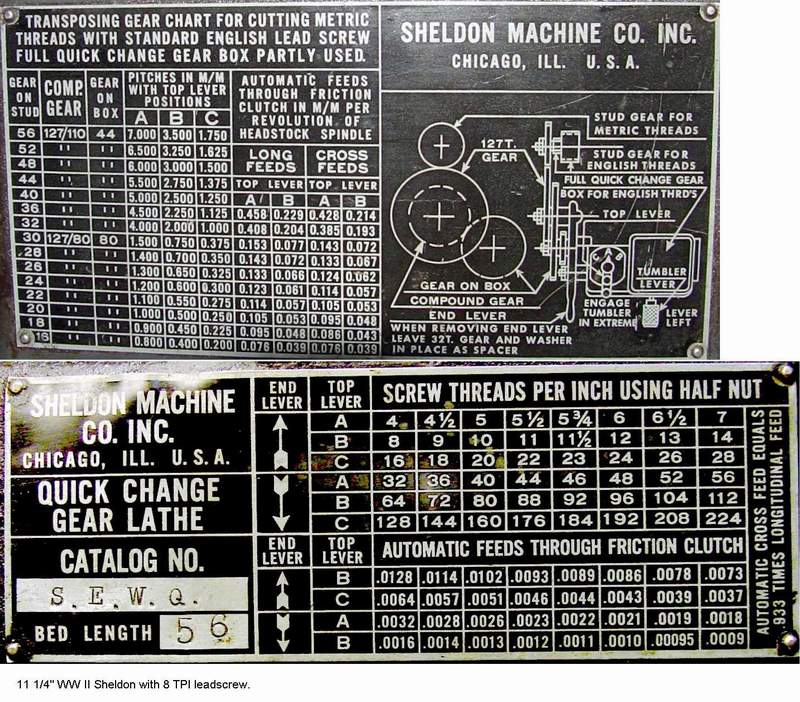 TRANSPOSING GEAR CHART FOR CUTTING METRIC
THREADS WITH STANDARD ENGLISH LEAD SCREW
FULL QUICK CHANGE GEAR BOX PARTLY USED.
GEAR ON STUD COMP. GEAR GEAR ON BOX
PITCHES IN M/M
WITH TOP LEVER
POSITIONS
A B C
AUTOMATIC FEEDS
THROUGH FRICTION
CLUTCH IN M/M PER
REVOLUTION OF
HEADSTOCK SPINDLE
LONG FEEDS CROSS FEEDS
TOP LEVER TOP LEVER
A B A B
56 127/110 44 7.000 3.500 1.750
52 " " 6.500 3.250 1.625
48 " " 6.000 3.000 1.500
44 " " 5.500 2.750 1.375
40 " " 5.000 2.500 1.250
36 " " 4.500 2.250 1.125 0.458 0.229 0.428 0.214
32 " " 4.000 2.000 1.000 0.408 0.204 0.385 0.193
30 127/80 80 1.500 0.750 0.375 0.153 0.077 0.143 0.072
28 " " 1.400 0.700 0.350 0.143 0.072 0.133 0.067
26 " " 1.300 0.650 0.325 0.133 0.066 0.124 0.062
24 " " 1.200 0.600 0.300 0.123 0.061 0.114 0.057
22 " " 1.100 0.550 0.275 0.114 0.057 0.105 0.053
20 " " 1.000 0.500 0.250 0.105 0.053 0.095 0.048
18 " " 0.900 0.450 0.225 0.095 0.048 0.086 0.043
16 " " 0.800 0.400 0.200 0.076 0.039 0.076 0.039
SHELDON MACHINE CO. INC.
CHICAGO, ILL. U. S. A.
STUD GEAR FOR
METRIC THREADS
127T.
GEAR
STUD GEAR FOR
ENGLISH THREADS
FULL QUICK CHANGE GEAR
BOX FOR ENGLISH THRD'S
TOP LEVER
TUMBLER
LEVER
GEAR ON BOX
COMPOUND GEAR
END LEVER
ENGAGE
TUMBLER
IN EXTREME
LEVER
LEFT
WHEN REMOVING END LEVER
LEAVE 32T. GEAR AND WASHER
IN PLACE AS SPACER
SHELDON MACHINE
CO. INC.
CHICAGO, ILL. U. S. A.
QUICK CHANGE
GEAR LATHE
CATALOG NO.
S.E.W.Q.
BED LENGTH 56
END LEVER TOP LEVER SCREW THREADS PER INCH USING HALF NUT
A 4 4½ 5 5½ 5¾ 6 6½ 7
B 8 9 10 11 11½ 12 13 14
C 16 18 20 22 23 24 26 28
A 32 36 40 44 46 48 52 56
B 64 72 80 88 92 96 104 112
C 128 144 160 176 184 192 208 224
END LEVER TOP LEVER AUTOMATIC FEEDS THROUGH FRICTION CLUTCH
B .0128 .0114 .0102 .0093 .0089 .0086 .0078 .0073
C .0064 .0057 .0051 .0046 .0044 .0043 .0039 .0037
A .0032 .0028 .0026 .0023 .0022 .0021 .0019 .0018
B .0016 .0014 .0013 .0012 .0011 .0010 .00095 .0009
AUTOMATIC CROSS FEED EQUALS
.933 TIMES LONGITUDINAL FEED
11 1/4" WW II Sheldon with 8 TPI leadscrew.